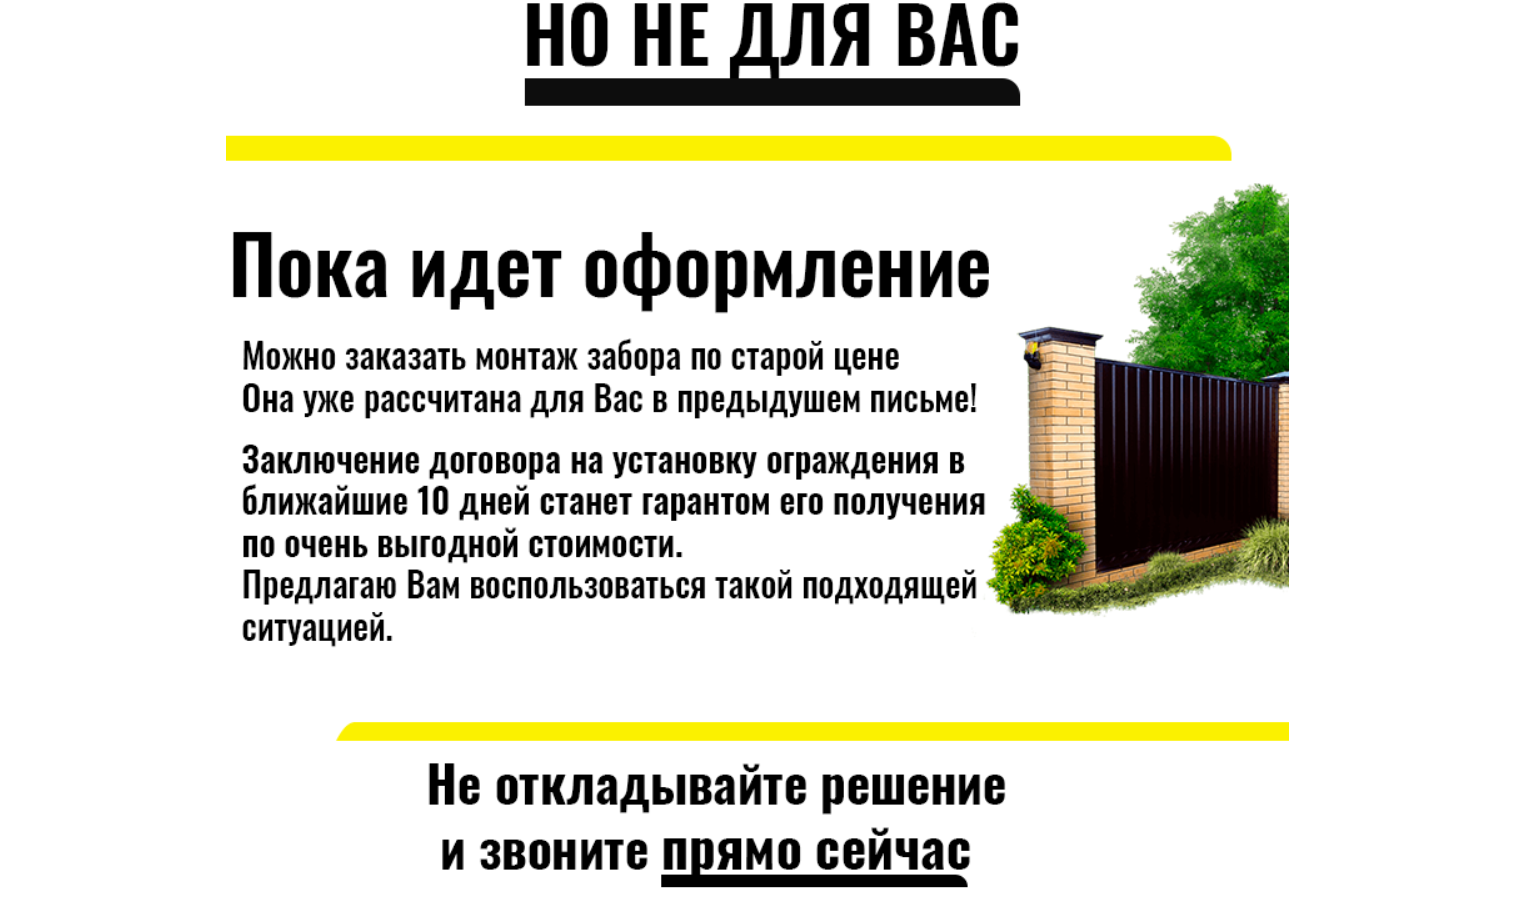 НО НЕ ДЛЯ ВАС
Пока идет оформление
Можно заказать монтаж забора по старой цене
Она уже рассчитана для Вас в предыдушем письме!
Заключение договора на установку ограждения в
ближайшие 10 дней станет гарантом его получения
по очень выгодной стоимости.
Предлагаю Вам воспользоваться такой подходящей
ситуацией.
Не откладывайте решение
и звоните прямо сейчас